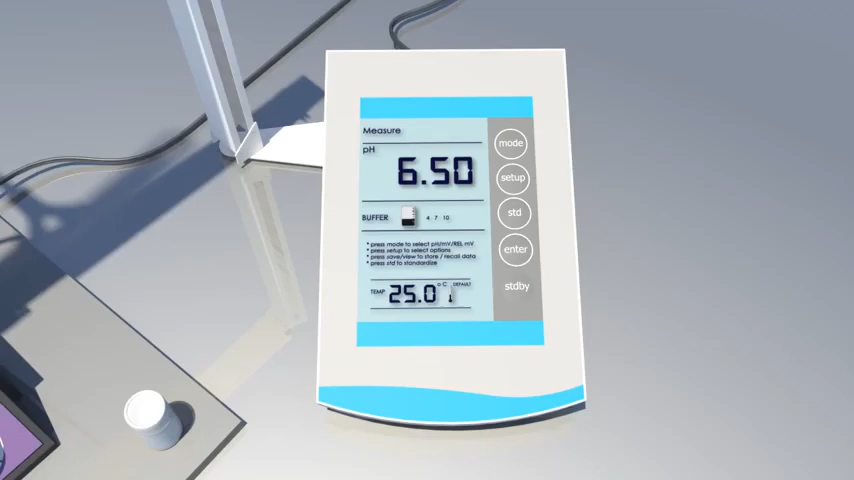 Measure
pH
6.50
BUFFER 4 · 7 · 10
* press mode to select pH/mV/REL mV
* press setup to select options
* press save/view to store / recall data
* press std to standardize
TEMP 25.0 o C DEFAULT
mode
setup
std
enter
stdby